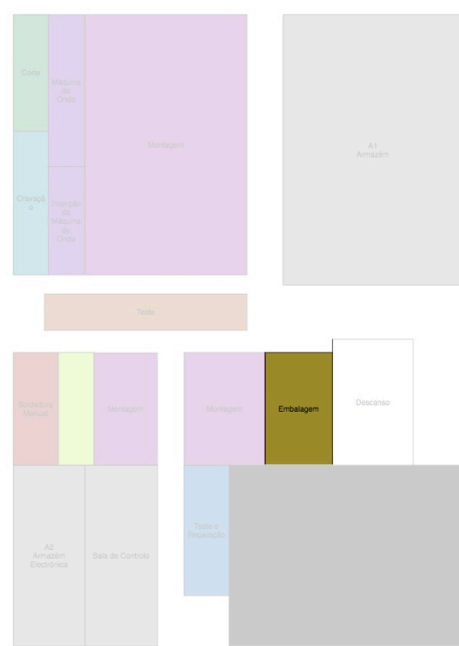 Corte
Máquina
de
Onda
Montagem
A1
Armazém
Cravaçã
o
Inserção
de
Máquina
de
Onda
Teste
Soldadura
Manual
Montagem
Montagem
Embalagem
Descanso
A2
Armazém
Electrónica
Sala de Controlo
Teste e
Reparação